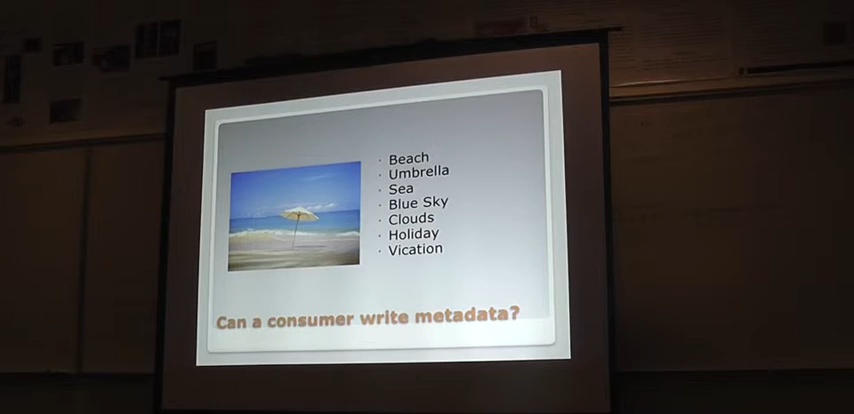 · Beach
· Umbrella
· Sea
· Blue Sky
· Clouds
· Holiday
· Vication
Can a consumer write metadata?